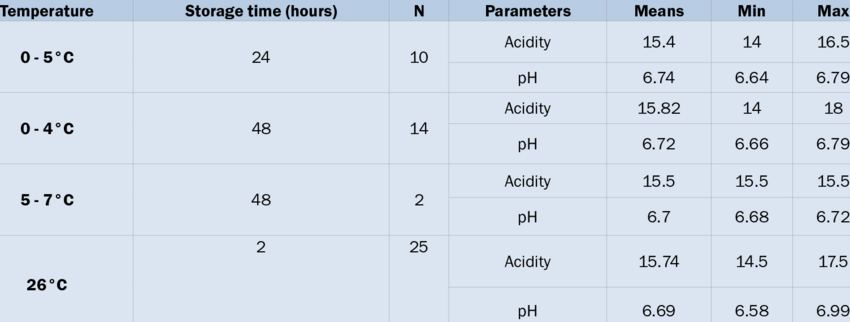 Temperature Storage time (hours) N Parameters Means Min Max
0 - 5°C 24 10 Acidity 15.4 14 16.5
pH 6.74 6.64 6.79
0 - 4°C 48 14 Acidity 15.82 14 18
pH 6.72 6.66 6.79
5 - 7°C 48 2 Acidity 15.5 15.5 15.5
pH 6.7 6.68 6.72
26°C 2 25 Acidity 15.74 14.5 17.5
pH 6.69 6.58 6.99